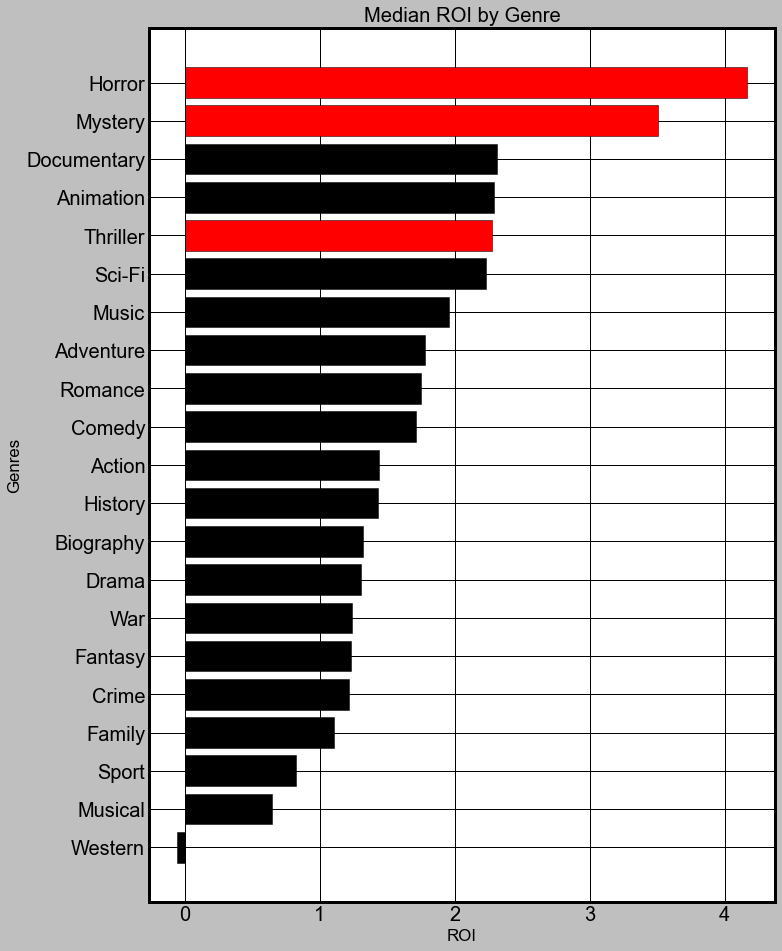 Median ROI by Genre
Horror
Mystery
Documentary
Animation
Thriller
Sci-Fi
Music
Adventure
Romance
Comedy
Action
History
Biography
Drama
War
Fantasy
Crime
Family
Sport
Musical
Western
Genres
0 1 2 3 4
ROI